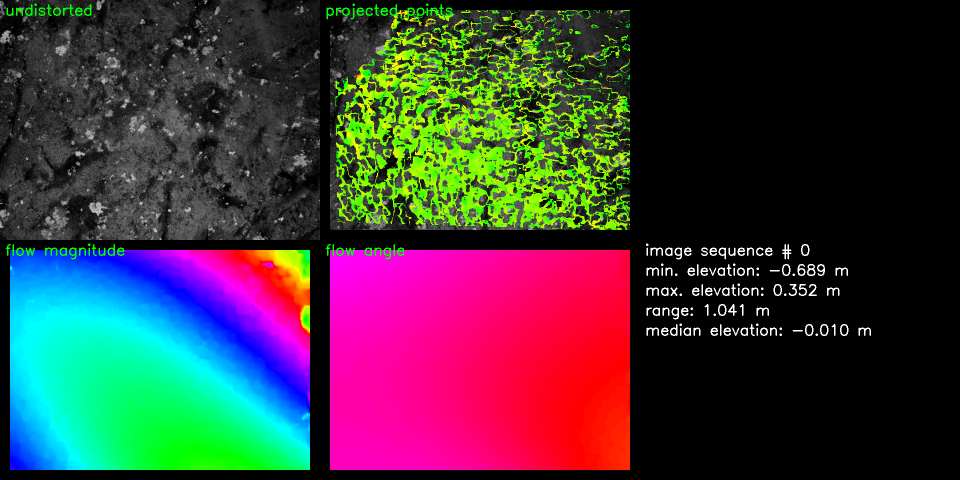 undistorted
projected points
flow magnitude
flow angle
image sequence # 0
min. elevation: −0.689 m
max. elevation: 0.352 m
range: 1.041 m
median elevation: −0.010 m